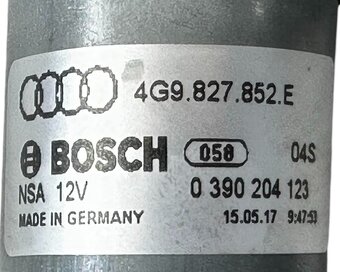 4G9.827.852.E
BOSCH 058 04S
NSA 12V 0 390 204 123
MADE IN GERMANY 15.05.17 9:47:53